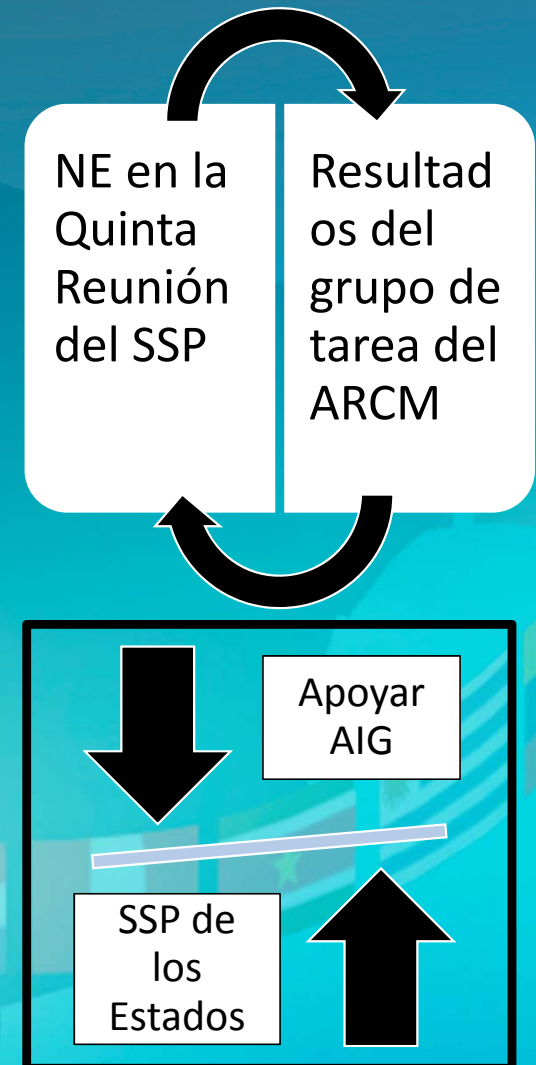 NE en la
Quinta
Reunión
del SSP
Resultad
os del
grupo de
tarea del
ARCM
Apoyar
AIG
SSP de
los
Estados